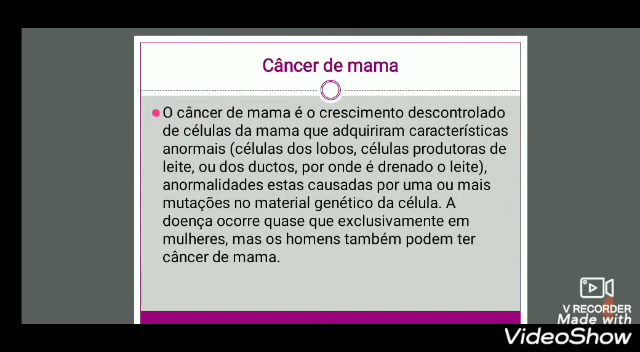 Câncer de mama
O câncer de mama é o crescimento descontrolado
de células da mama que adquiriram características
anormais (células dos lobos, células produtoras de
leite, ou dos ductos, por onde é drenado o leite),
anormalidades estas causadas por uma ou mais
mutações no material genético da célula. A
doença ocorre quase que exclusivamente em
mulheres, mas os homens também podem ter
câncer de mama.
V RECORDER
Made with
VideoShow